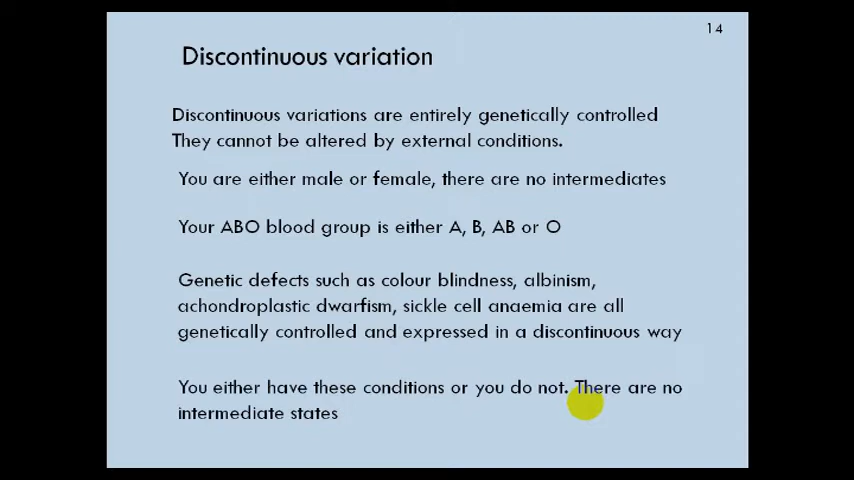 14
Discontinuous variation
Discontinuous variations are entirely genetically controlled
They cannot be altered by external conditions.
You are either male or female, there are no intermediates
Your ABO blood group is either A, B, AB or O
Genetic defects such as colour blindness, albinism,
achondroplastic dwarfism, sickle cell anaemia are all
genetically controlled and expressed in a discontinuous way
You either have these conditions or you do not. There are no
intermediate states